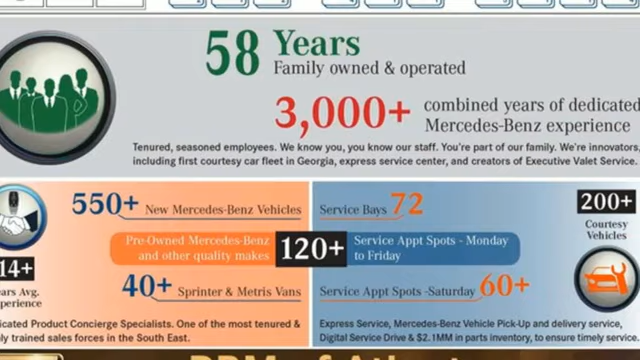 58 Years
Family owned & operated
3,000+ combined years of dedicated
Mercedes-Benz experience
Tenured, seasoned employees. We know you, you know our staff. You're part of our family. We're innovators,
including first courtesy car fleet in Georgia, express service center, and creators of Executive Valet Service.
550+ New Mercedes-Benz Vehicles
Pre-Owned Mercedes-Benz
and other quality makes
120+
40+ Sprinter & Metris Vans
14+
Avg.
Product Concierge Specialists. One of the most tenured &
trained sales forces in the South East.
Service Bays 72
Service Appt Spots - Monday
to Friday
Service Appt Spots -Saturday 60+
200+
Courtesy
Vehicles
Express Service, Mercedes-Benz Vehicle Pick-Up and delivery service,
Digital Service Drive & $2.1MM in parts inventory, to ensure timely service.